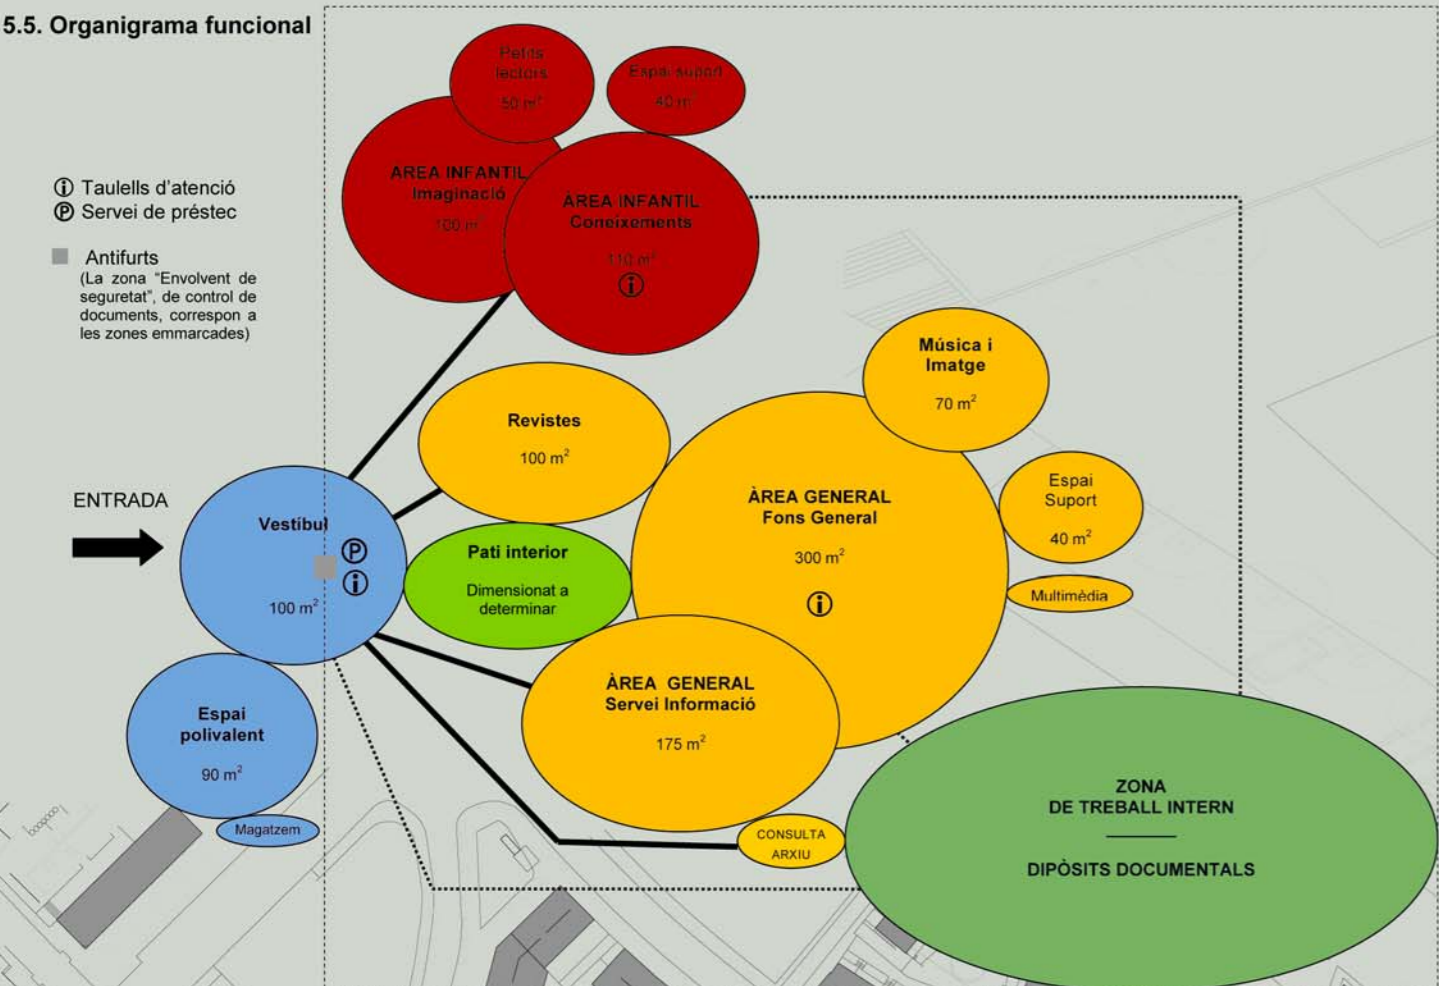 5.5. Organigrama funcional
Petits
lectors
50 m²
Espai suport
40 m²
ÀREA INFANTIL
Imaginació
100 m²
ÀREA INFANTIL
Coneixements
110 m²
i
i Taulells d'atenció
P Servei de préstec
Antifurts
(La zona "Envolvent de
seguretat", de control de
documents, correspon a
les zones emmarcades)
Música i
Imatge
70 m²
Revistes
100 m²
ÀREA GENERAL
Fons General
300 m²
i
Espai
Suport
40 m²
Multimèdia
ENTRADA
Vestíbul
P
i
100 m²
Pati interior
Dimensionat a
determinar
ÀREA GENERAL
Servei Informació
175 m²
Espai
polivalent
90 m²
Magatzem
CONSULTA
ARXIU
ZONA
DE TREBALL INTERN
DIPÒSITS DOCUMENTALS